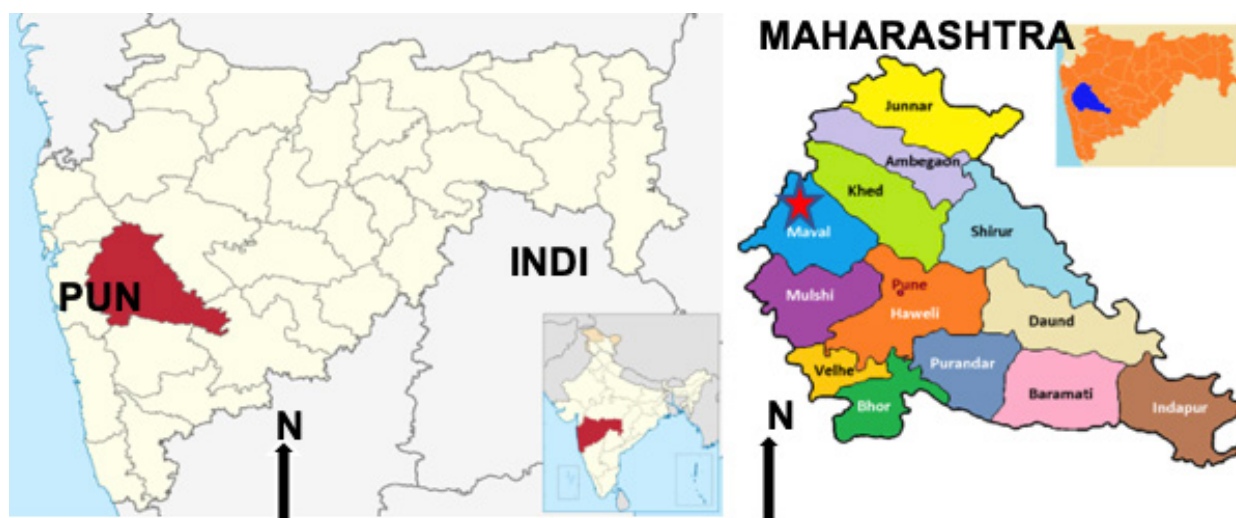 PUN
INDI
N
MAHARASHTRA
Junnar
Ambegaon
Khed
Maval
Shirur
Mulshi
Pune
Haweli
Daund
Velhe
Purandar
Bhor
Baramati
Indapur
N